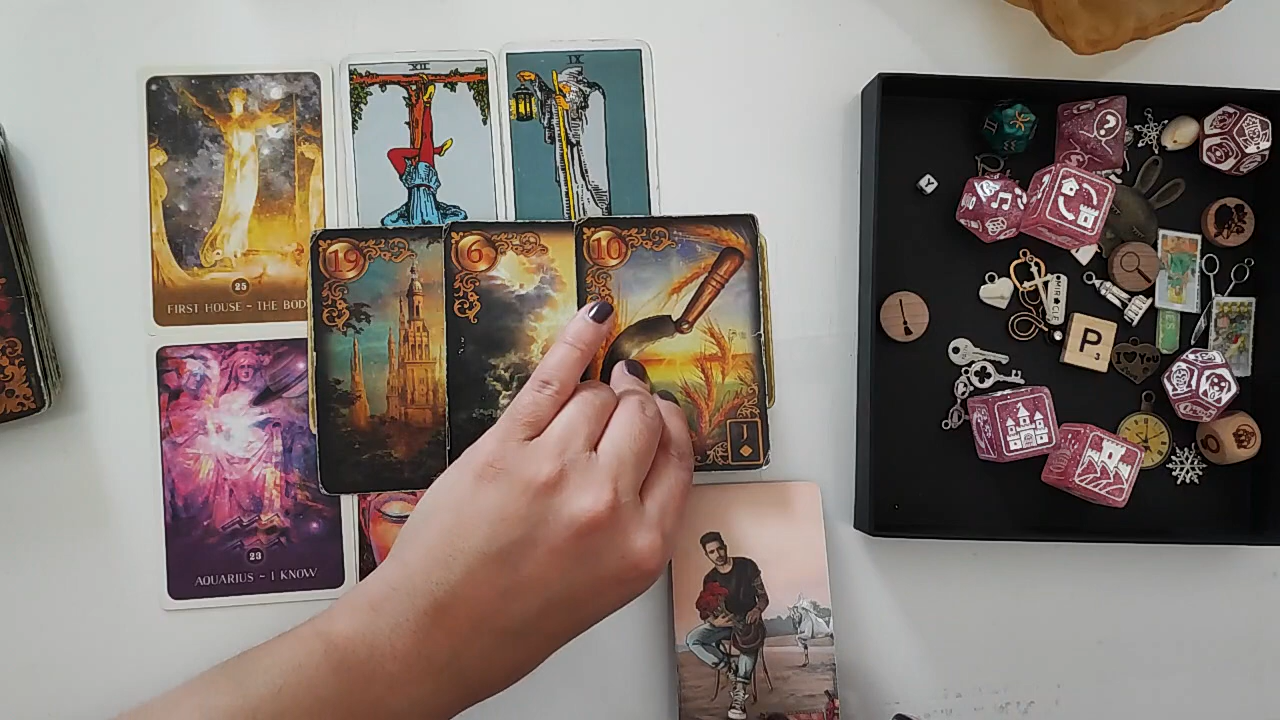 XII
IX
25
FIRST HOUSE - THE BODY
19
6
10
J
23
AQUARIUS - I KNOW
Y
MIRACLE
P
3
I ♥ You